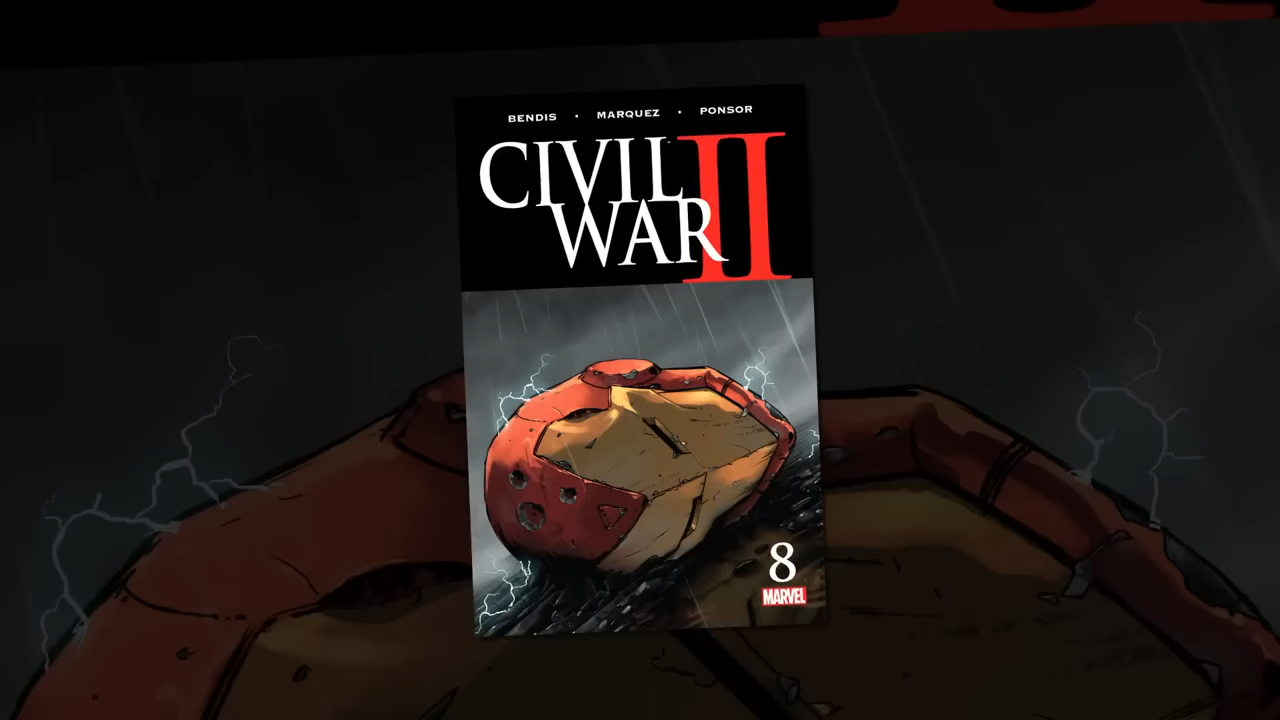 BENDIS • MARQUEZ • PONSOR
CIVIL
WAR
II
8
MARVEL